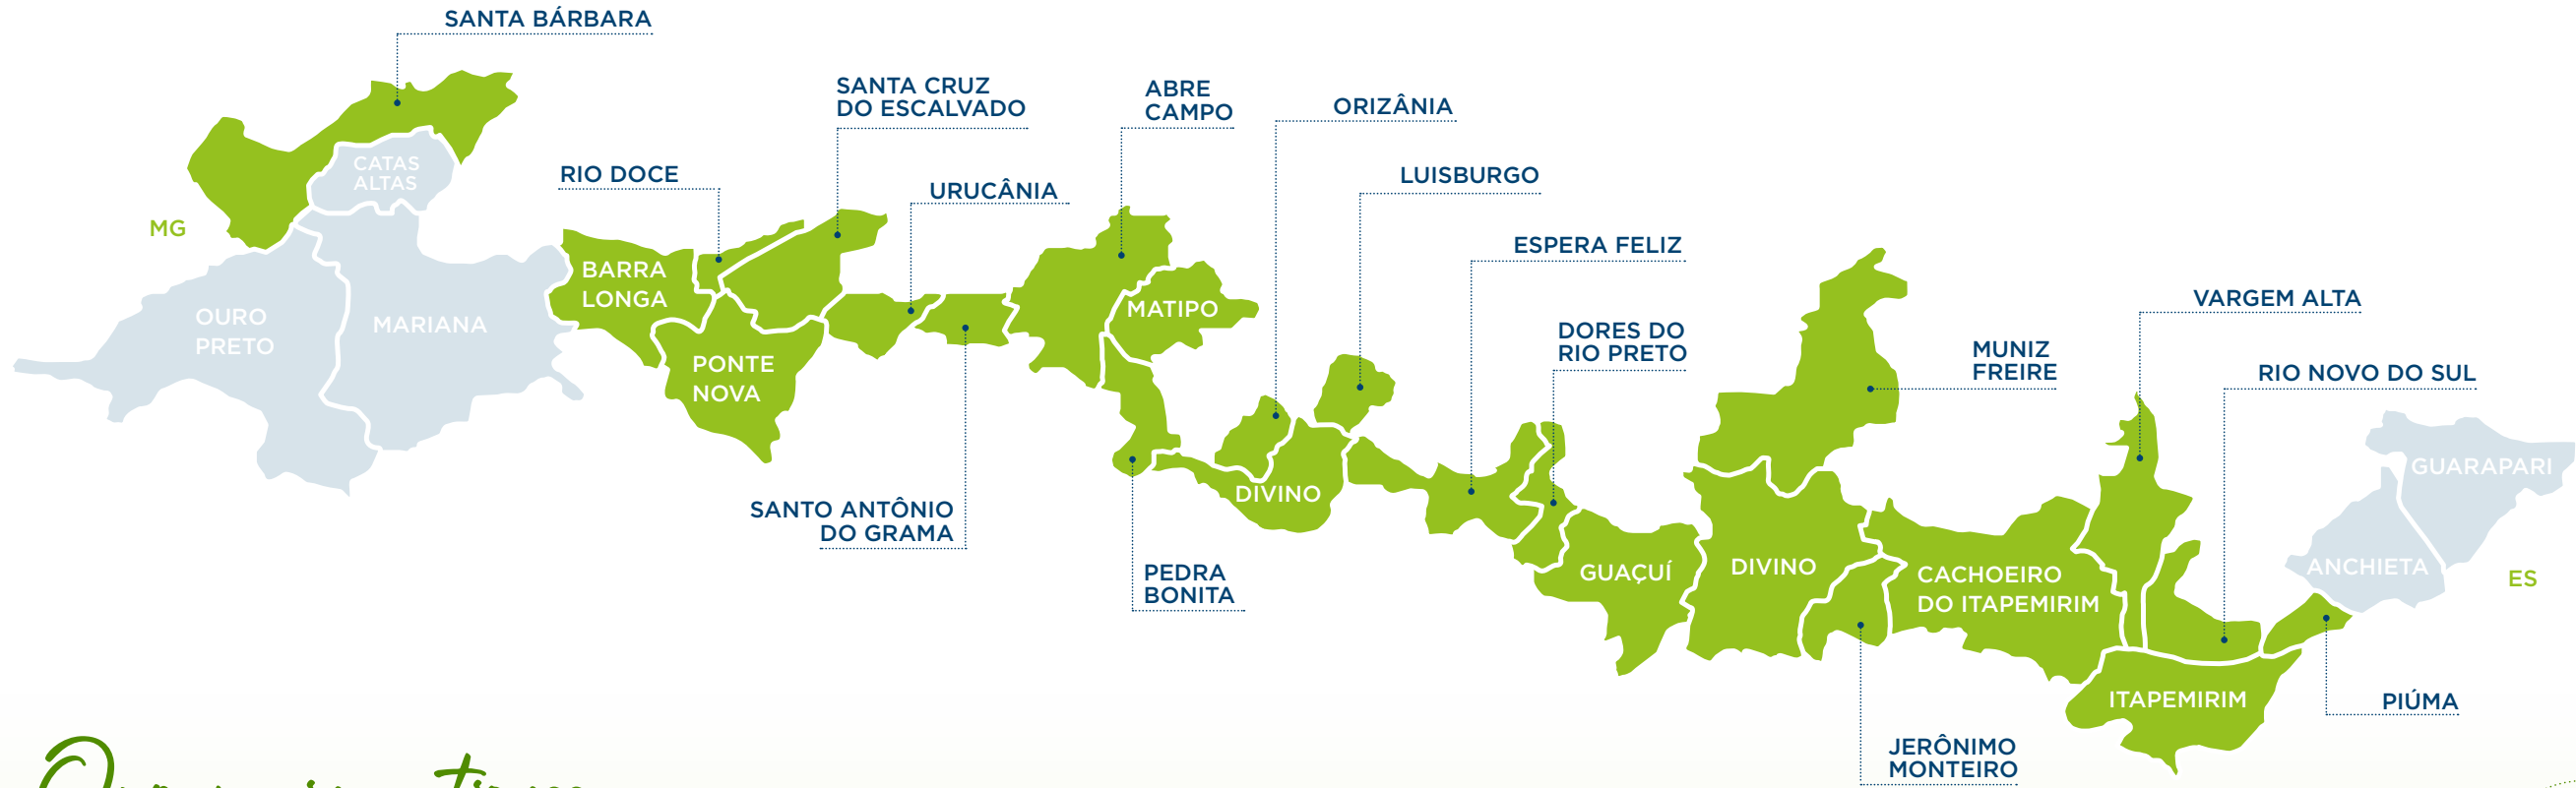 SANTA BÁRBARA
SANTA CRUZ
DO ESCALVADO
ABRE
CAMPO
ORIZÂNIA
CATAS
ALTAS
RIO DOCE
URUCÂNIA
LUISBURGO
MG
ESPERA FELIZ
BARRA
LONGA
MATIPO
VARGEM ALTA
OURO
PRETO
MARIANA
DORES DO
RIO PRETO
MUNIZ
FREIRE
RIO NOVO DO SUL
PONTE
NOVA
GUARAPARI
DIVINO
SANTO ANTÔNIO
DO GRAMA
PEDRA
BONITA
GUAÇUÍ
DIVINO
CACHOEIRO
DO ITAPEMIRIM
ANCHIETA
ES
ITAPEMIRIM
PIÚMA
JERÔNIMO
MONTEIRO